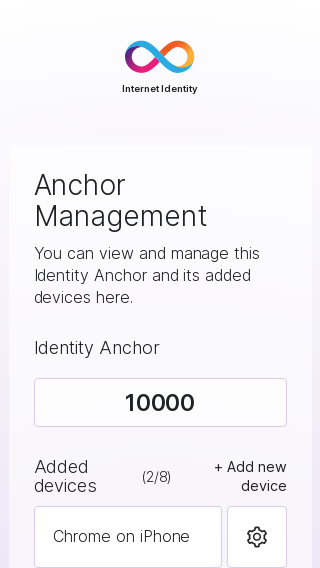 Internet Identity
Anchor
Management
You can view and manage this
Identity Anchor and its added
devices here.
Identity Anchor
10000
Added
devices
(2/8)
+ Add new
device
Chrome on iPhone